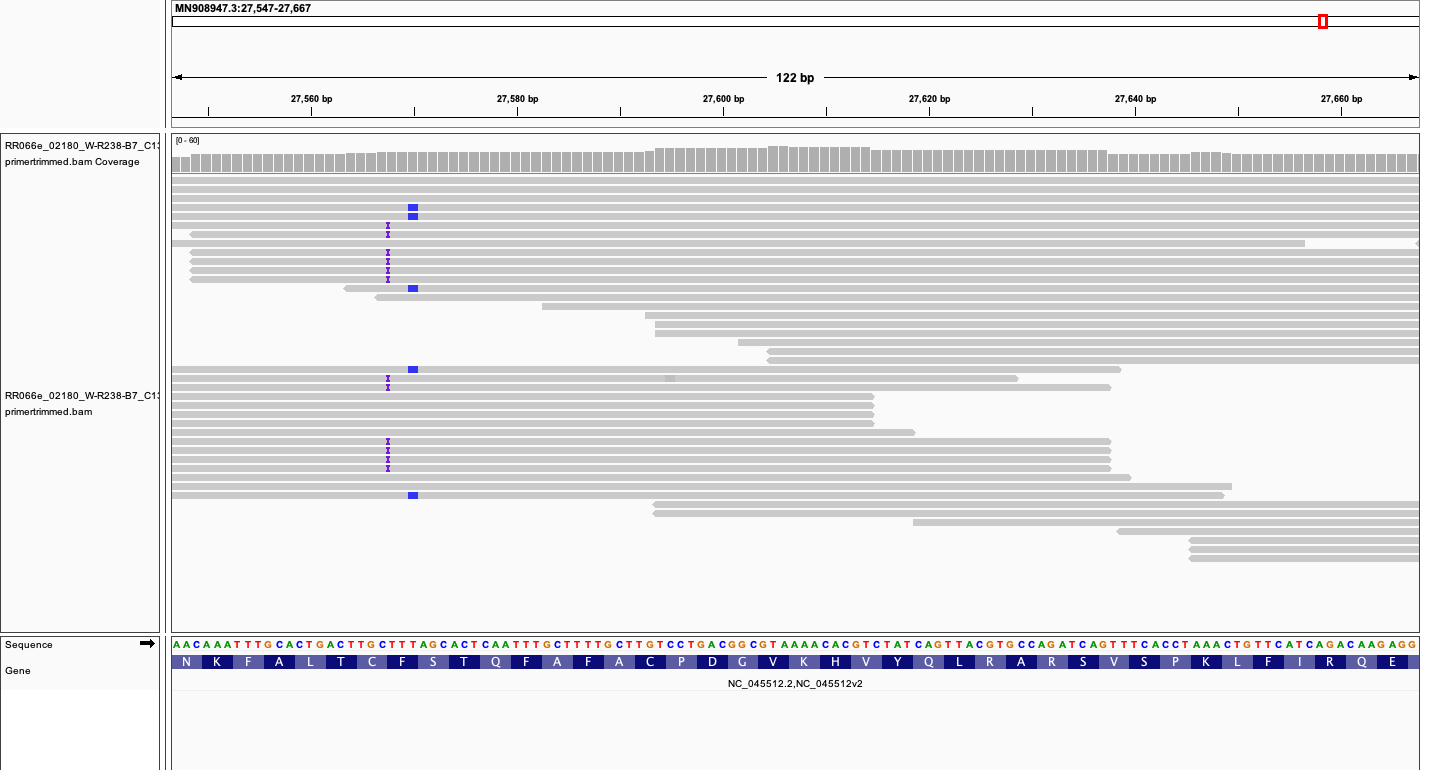 MN908947.3:27,547-27,667
122 bp
27,560 bp 27,580 bp 27,600 bp 27,620 bp 27,640 bp 27,660 bp
[0 - 60]
RR066e_02180_W-R238-B7_C1
primertrimmed.bam Coverage
RR066e_02180_W-R238-B7_C1
primertrimmed.bam
Sequence
AACAAATTTGCACTGACTTGCTTTAGCACTCAATTTGCTTTTGCTTGTCCTGACGGCGTAAAACACGTCTATCAGTTACGTGCCAGATCAGTTTCACCTAAACTGTTCATCAGACAAGAGG
Gene
N K F A L T C F S T Q F A F A C P D G V K H V Y Q L R A R S V S P K L F I R Q E
NC_045512.2,NC_045512v2